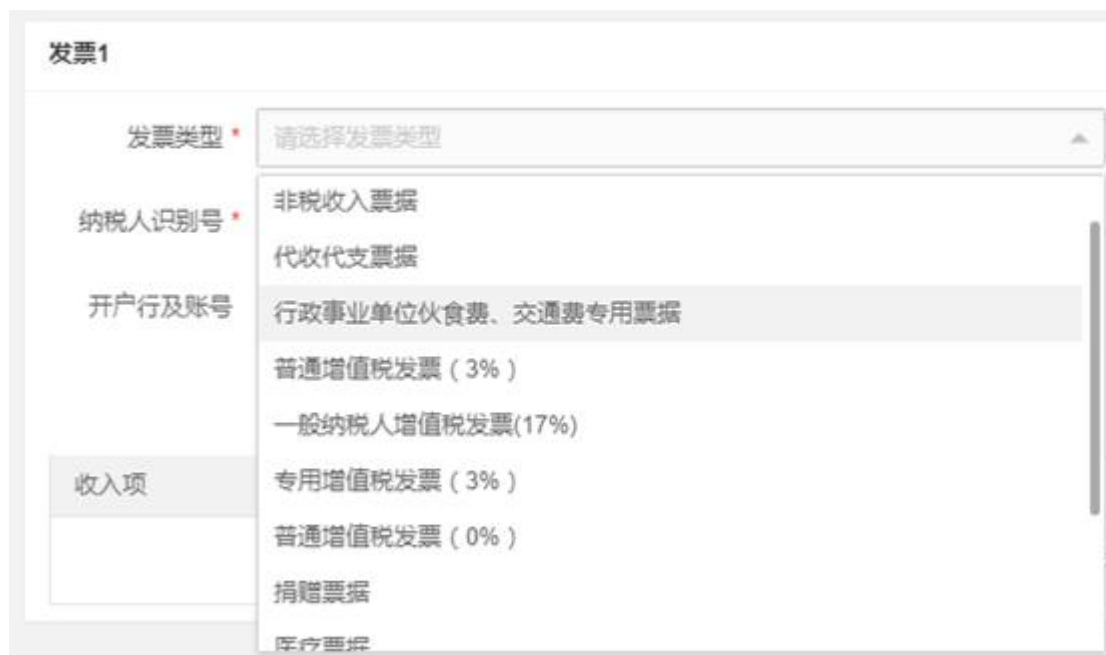 发票1
发票类型 *
请选择发票类型
非税收入票据
纳税人识别号 *
代收代支票据
开户行及账号
行政事业单位伙食费、交通费专用票据
普通增值税发票（3%）
一般纳税人增值税发票(17%)
专用增值税发票（3%）
收入项
普通增值税发票（0%）
捐赠票据
医疗票据